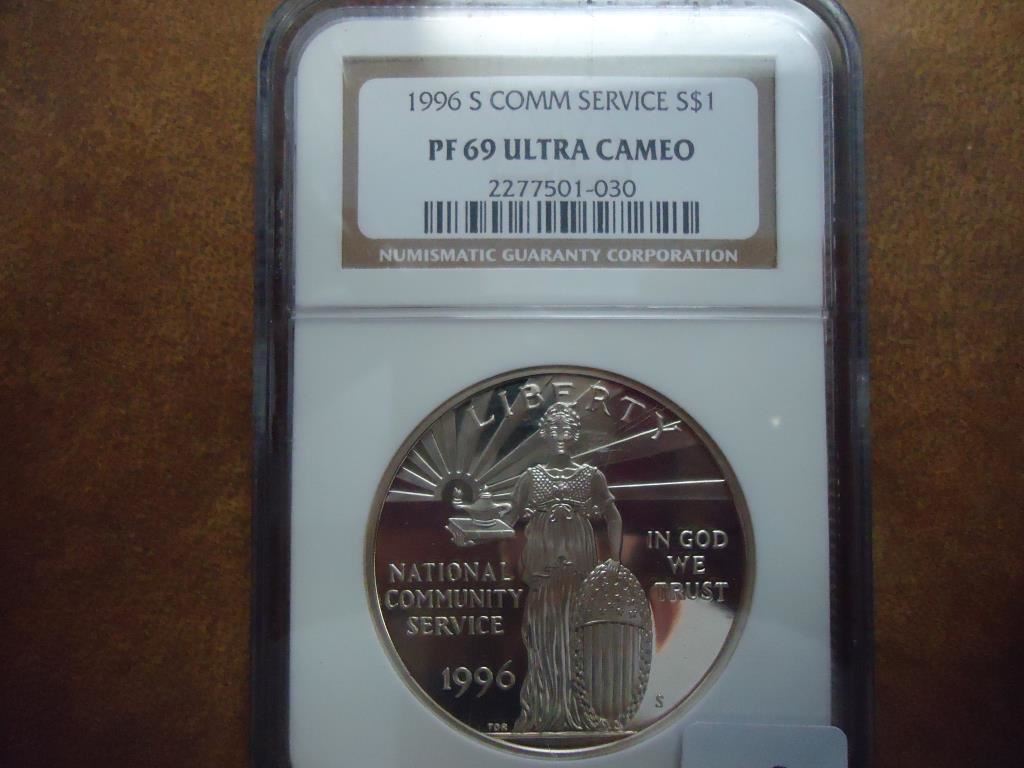 1996 S COMM SERVICE S$1
PF 69 ULTRA CAMEO
2277501-030
NUMISMATIC GUARANTY CORPORATION
LIBERTY
IN GOD
WE
TRUST
NATIONAL
COMMUNITY
SERVICE
1996
S
TDR